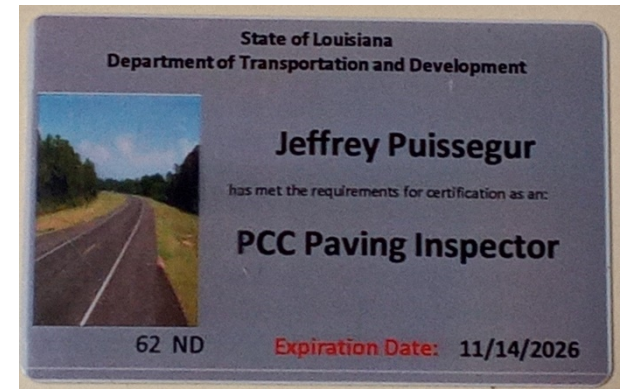 State of Louisiana
Department of Transportation and Development
Jeffrey Puissegur
has met the requirements for certification as an:
PCC Paving Inspector
62 ND
Expiration Date: 11/14/2026